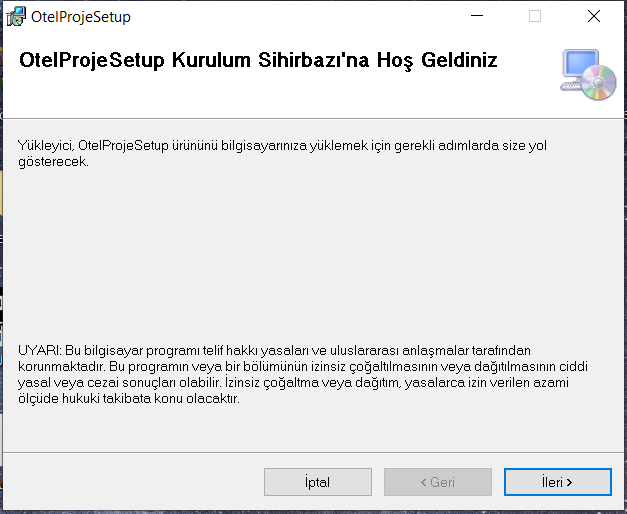 OtelProjeSetup
OtelProjeSetup Kurulum Sihirbazı'na Hoş Geldiniz
Yükleyici, OtelProjeSetup ürününü bilgisayarınıza yüklemek için gerekli adımlarda size yol
gösterecek.
UYARI: Bu bilgisayar programı telif hakkı yasaları ve uluslararası anlaşmalar tarafından
korunmaktadır. Bu programın veya bir bölümünün izinsiz çoğaltılmasının veya dağıtılmasının ciddi
yasal veya cezai sonuçları olabilir. İzinsiz çoğaltma veya dağıtım, yasalarca izin verilen azami
ölçüde hukuki takibata konu olacaktır.
İptal
< Geri
İleri >